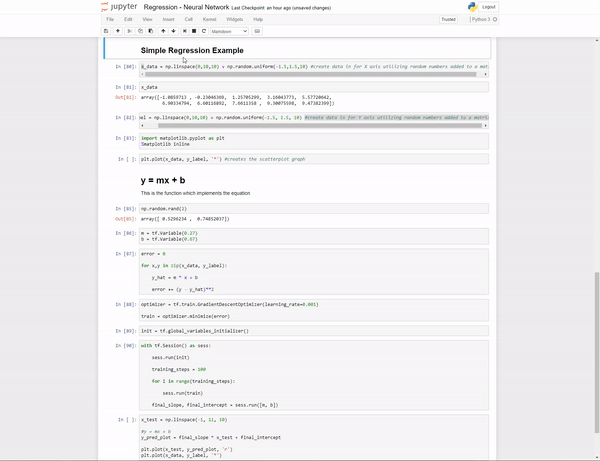 jupyter Regression - Neural Network Last Checkpoint: an hour ago (unsaved changes)
Logout
File Edit View Insert Cell Kernel Widgets Help
Trusted
Python 3
Markdown
Simple Regression Example
In [80]: x_data = np.linspace(0,10,10) + np.random.uniform(-1.5,1.5,10) #create data in for X axis utilizing random numbers added to a mat
In [81]: x_data
Out[81]: array([-1.0859713 , -0.23046369, 1.25705299, 3.16043773, 5.57720642,
6.90334794, 6.60116892, 7.6611358 , 9.30075598, 9.47382399])
In [82]: bel = np.linspace(0,10,10) + np.random.uniform(-1.5, 1.5, 10) #create data in for Y axis utilizing random numbers added to a matri
In [83]: import matplotlib.pyplot as plt
%matplotlib inline
In [ ]: plt.plot(x_data, y_label, '*') #creates the scatterplot graph
y = mx + b
This is the function which implements the equation
In [85]: np.random.rand(2)
Out[85]: array([ 0.5296234 , 0.74852037])
In [86]: m = tf.Variable(0.27)
b = tf.Variable(0.67)
In [87]: error = 0
for x,y in zip(x_data, y_label):
y_hat = m * x + b
error += (y - y_hat)**2
In [88]: optimizer = tf.train.GradientDescentOptimizer(learning_rate=0.001)
train = optimizer.minimize(error)
In [89]: init = tf.global_variables_initializer()
In [90]: with tf.Session() as sess:
sess.run(init)
training_steps = 100
for i in range(training_steps):
sess.run(train)
final_slope, final_intercept = sess.run([m, b])
In [ ]: x_test = np.linspace(-1, 11, 10)
#y = mx + b
y_pred_plot = final_slope * x_test + final_intercept
plt.plot(x_test, y_pred_plot, 'r')
plt.plot(x_data, y_label, '*')